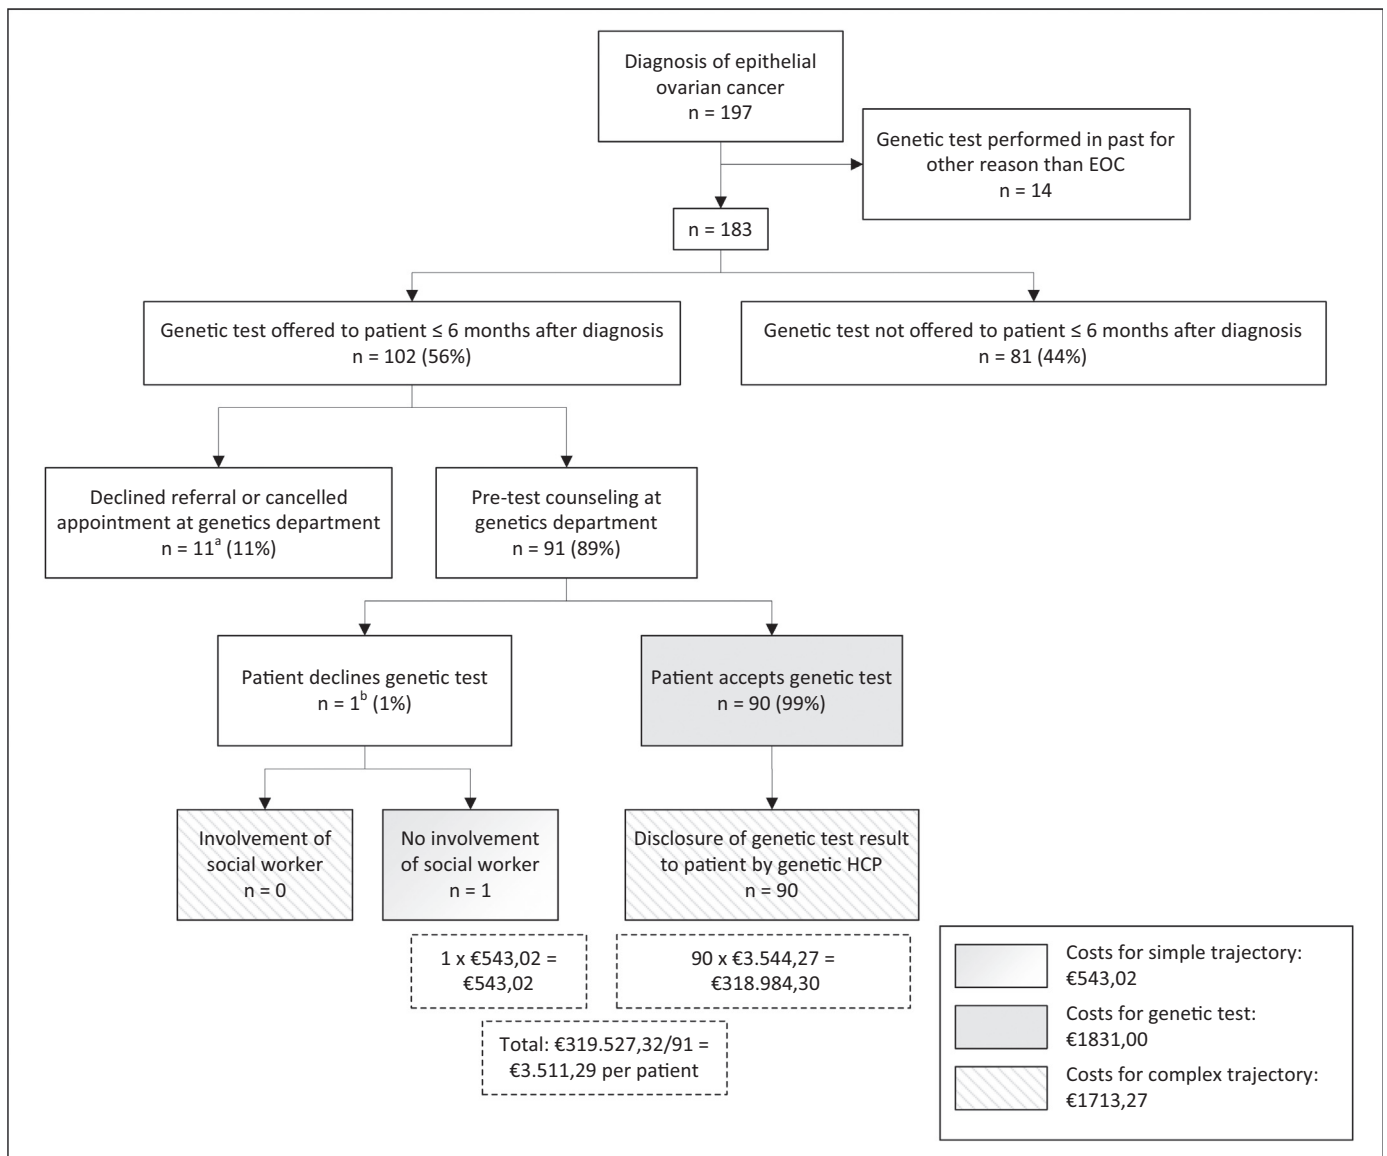 Diagnosis of epithelial
ovarian cancer
n = 197
Genetic test performed in past for
other reason than EOC
n = 14
n = 183
Genetic test offered to patient ≤ 6 months after diagnosis
n = 102 (56%)
Genetic test not offered to patient ≤ 6 months after diagnosis
n = 81 (44%)
Declined referral or cancelled
appointment at genetics department
n = 11ᵃ (11%)
Pre-test counseling at
genetics department
n = 91 (89%)
Patient declines genetic test
n = 1ᵇ (1%)
Patient accepts genetic test
n = 90 (99%)
Involvement of
social worker
n = 0
No involvement
of social worker
n = 1
Disclosure of genetic test result
to patient by genetic HCP
n = 90
1 x €543,02 =
€543,02
90 x €3.544,27 =
€318.984,30
Total: €319.527,32/91 =
€3.511,29 per patient
Costs for simple trajectory:
€543,02
Costs for genetic test:
€1831,00
Costs for complex trajectory:
€1713,27